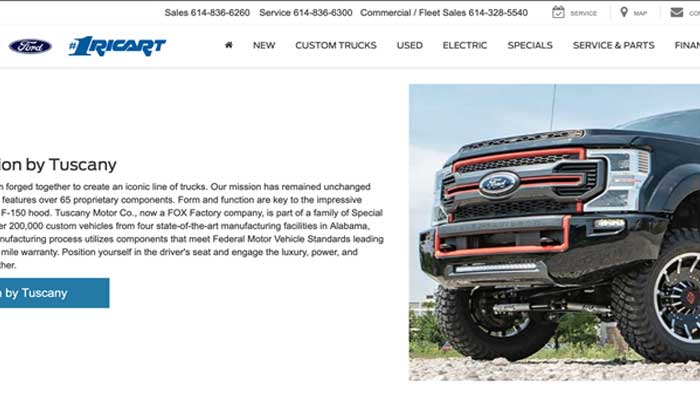 Sales 614-836-6260 Service 614-836-6300 Commercial / Fleet Sales 614-328-5540 SERVICE MAP CO
Ford #1RICART NEW CUSTOM TRUCKS USED ELECTRIC SPECIALS SERVICE & PARTS FINAN
ion by Tuscany
n forged together to create an iconic line of trucks. Our mission has remained unchanged
features over 65 proprietary components. Form and function are key to the impressive
F-150 hood. Tuscany Motor Co., now a FOX Factory company, is part of a family of Special
er 200,000 custom vehicles from four state-of-the-art manufacturing facilities in Alabama,
nufacturing process utilizes components that meet Federal Motor Vehicle Standards leading
mile warranty. Position yourself in the driver's seat and engage the luxury, power, and
ther.
n by Tuscany
Ford